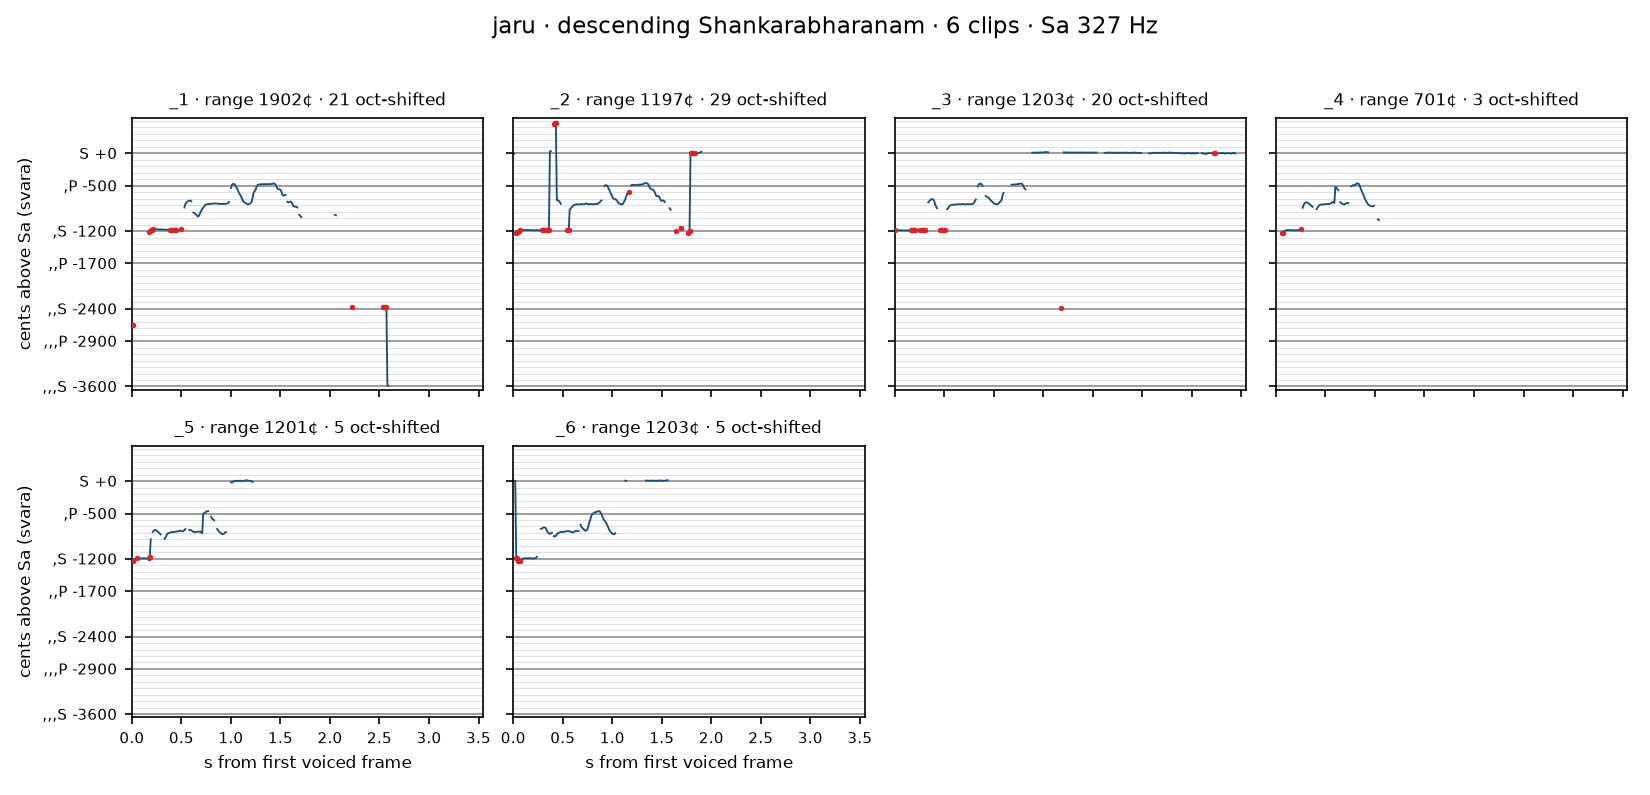 jaru · descending Shankarabharanam · 6 clips · Sa 327 Hz
_1 · range 1902¢ · 21 oct-shifted
_2 · range 1197¢ · 29 oct-shifted
_3 · range 1203¢ · 20 oct-shifted
_4 · range 701¢ · 3 oct-shifted
cents above Sa (svara)
S +0
,P -500
,S -1200
,,P -1700
,,S -2400
,,,P -2900
,,,S -3600
_5 · range 1201¢ · 5 oct-shifted
_6 · range 1203¢ · 5 oct-shifted
cents above Sa (svara)
S +0
,P -500
,S -1200
,,P -1700
,,S -2400
,,,P -2900
,,,S -3600
0.0 0.5 1.0 1.5 2.0 2.5 3.0 3.5
0.0 0.5 1.0 1.5 2.0 2.5 3.0 3.5
s from first voiced frame
s from first voiced frame